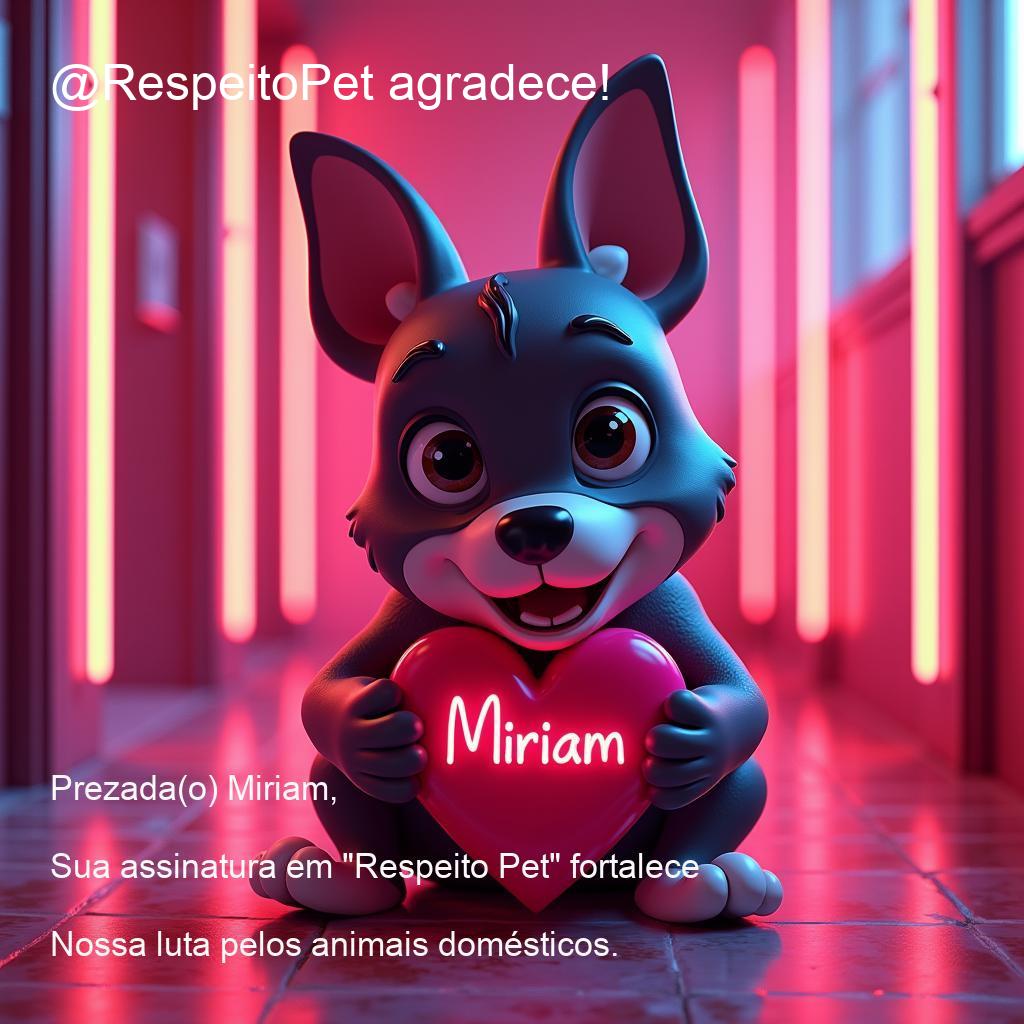 @RespeitoPet agradece!
Miriam
Prezada(o) Miriam,
Sua assinatura em "Respeito Pet" fortalece
Nossa luta pelos animais domésticos.